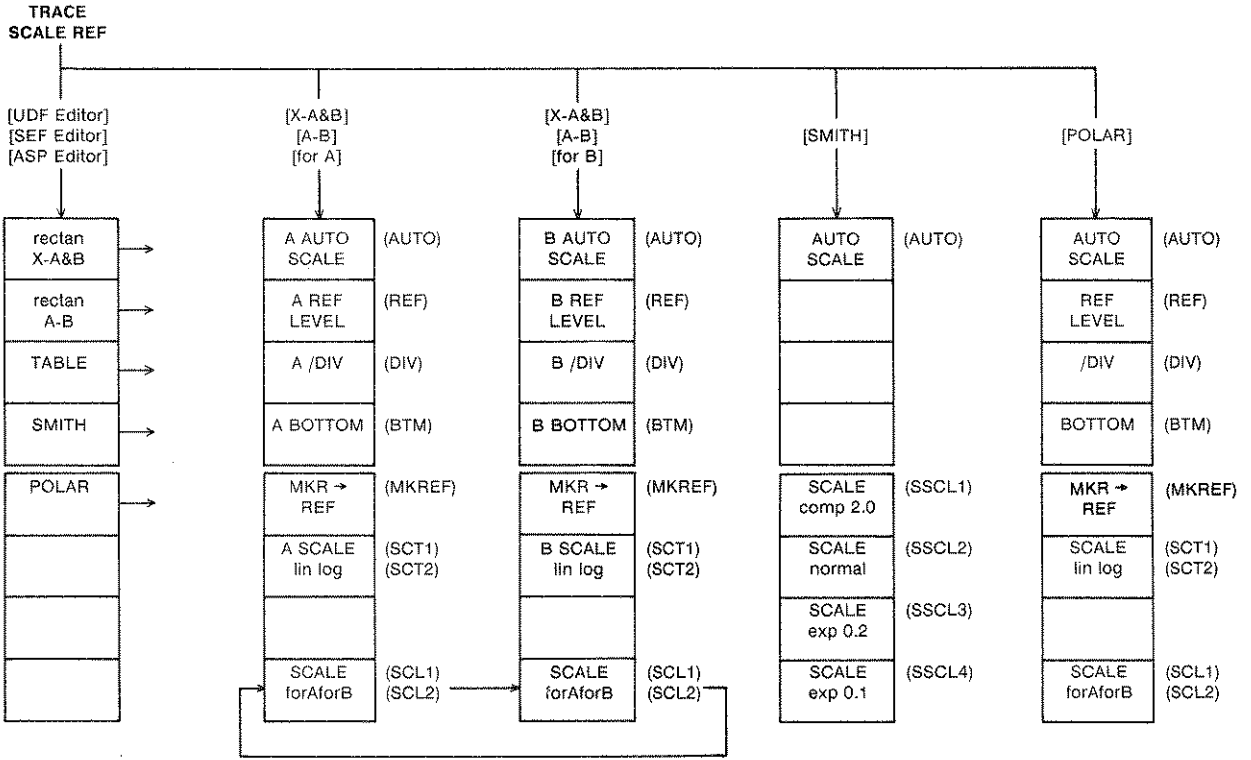 TRACE
SCALE REF
[UDF Editor]
[SEF Editor]
[ASP Editor]
[X-A&B]
[A-B]
[for A]
[X-A&B]
[A-B]
[for B]
[SMITH]
[POLAR]
rectan
X-A&B
rectan
A-B
TABLE
SMITH
POLAR
A AUTO
SCALE
(AUTO)
A REF
LEVEL
(REF)
A /DIV
(DIV)
A BOTTOM
(BTM)
MKR →
REF
(MKREF)
A SCALE
lin log
(SCT1)
(SCT2)
SCALE
forAforB
(SCL1)
(SCL2)
B AUTO
SCALE
(AUTO)
B REF
LEVEL
(REF)
B /DIV
(DIV)
B BOTTOM
(BTM)
MKR →
REF
(MKREF)
B SCALE
lin log
(SCT1)
(SCT2)
SCALE
forAforB
(SCL1)
(SCL2)
AUTO
SCALE
(AUTO)
SCALE
comp 2.0
(SSCL1)
SCALE
normal
(SSCL2)
SCALE
exp 0.2
(SSCL3)
SCALE
exp 0.1
(SSCL4)
AUTO
SCALE
(AUTO)
REF
LEVEL
(REF)
/DIV
(DIV)
BOTTOM
(BTM)
MKR →
REF
(MKREF)
SCALE
lin log
(SCT1)
(SCT2)
SCALE
forAforB
(SCL1)
(SCL2)